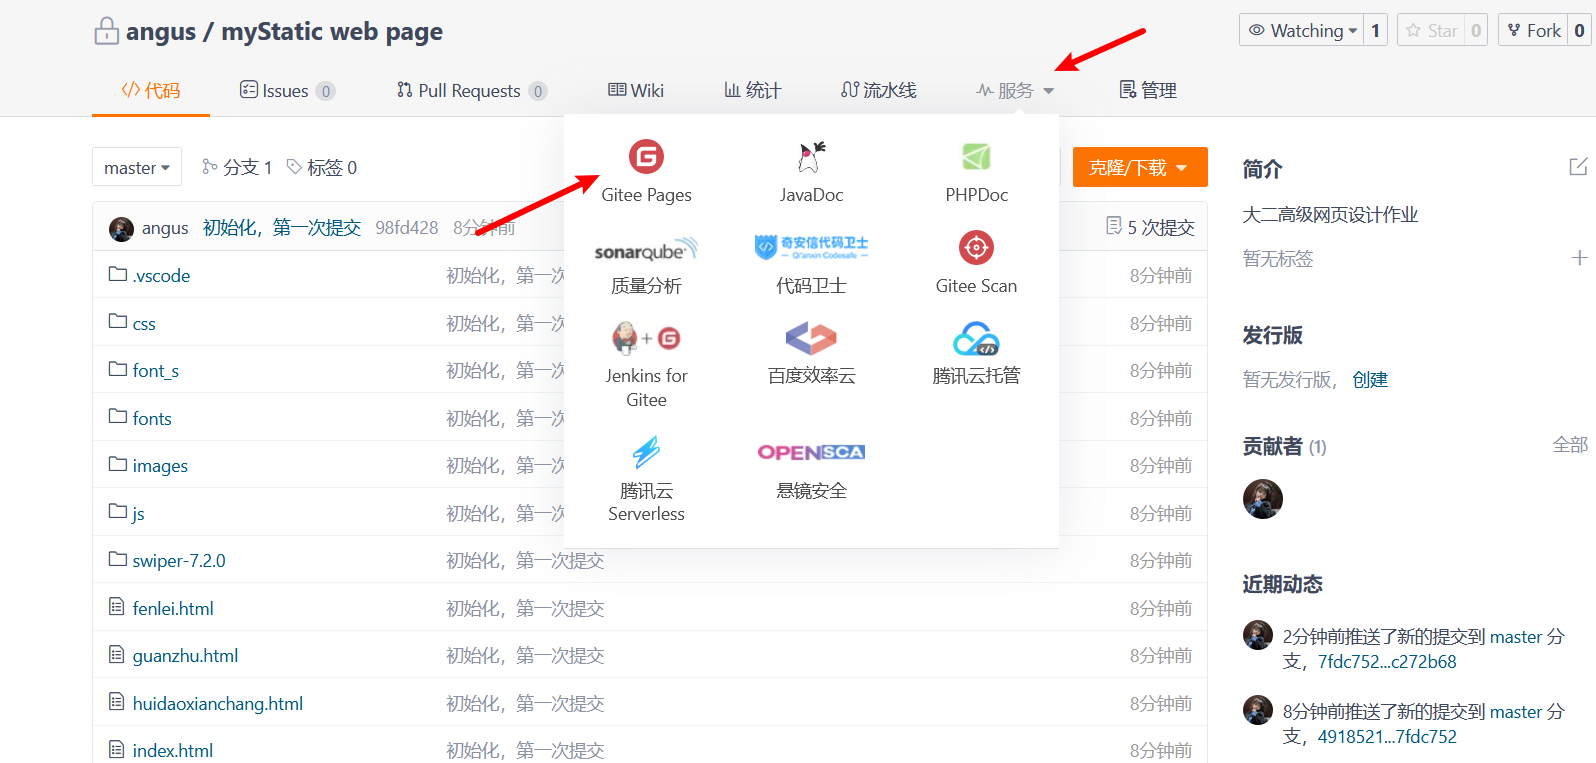 angus / myStatic web page
Watching 1
Star 0
Fork 0
代码
Issues 0
Pull Requests 0
Wiki
统计
流水线
服务
管理
master
分支 1
标签 0
克隆/下载
angus 初始化，第一次提交 98fd428 8分钟前
5 次提交
.vscode 初始化，第一次 8分钟前
css 初始化，第一次 8分钟前
font_s 初始化，第一次 8分钟前
fonts 初始化，第一次 8分钟前
images 初始化，第一次 8分钟前
js 初始化，第一次 8分钟前
swiper-7.2.0 初始化，第一次提交 8分钟前
fenlei.html 初始化，第一次提交 8分钟前
guanzhu.html 初始化，第一次提交 8分钟前
huidaoxianchang.html 初始化，第一次提交 8分钟前
index.html 初始化，第一次提交 8分钟前
G
Gitee Pages
JavaDoc
PHPDoc
sonarqube
质量分析
奇安信代码卫士
Qi'anxin Codesafe
代码卫士
Gitee Scan
+ G
Jenkins for
Gitee
百度效率云
腾讯云托管
腾讯云
Serverless
OPENSCA
悬镜安全
简介
大二高级网页设计作业
暂无标签
发行版
暂无发行版， 创建
贡献者 (1)
全部
近期动态
2分钟前推送了新的提交到 master 分
支，7fdc752...c272b68
8分钟前推送了新的提交到 master 分
支，4918521...7fdc752